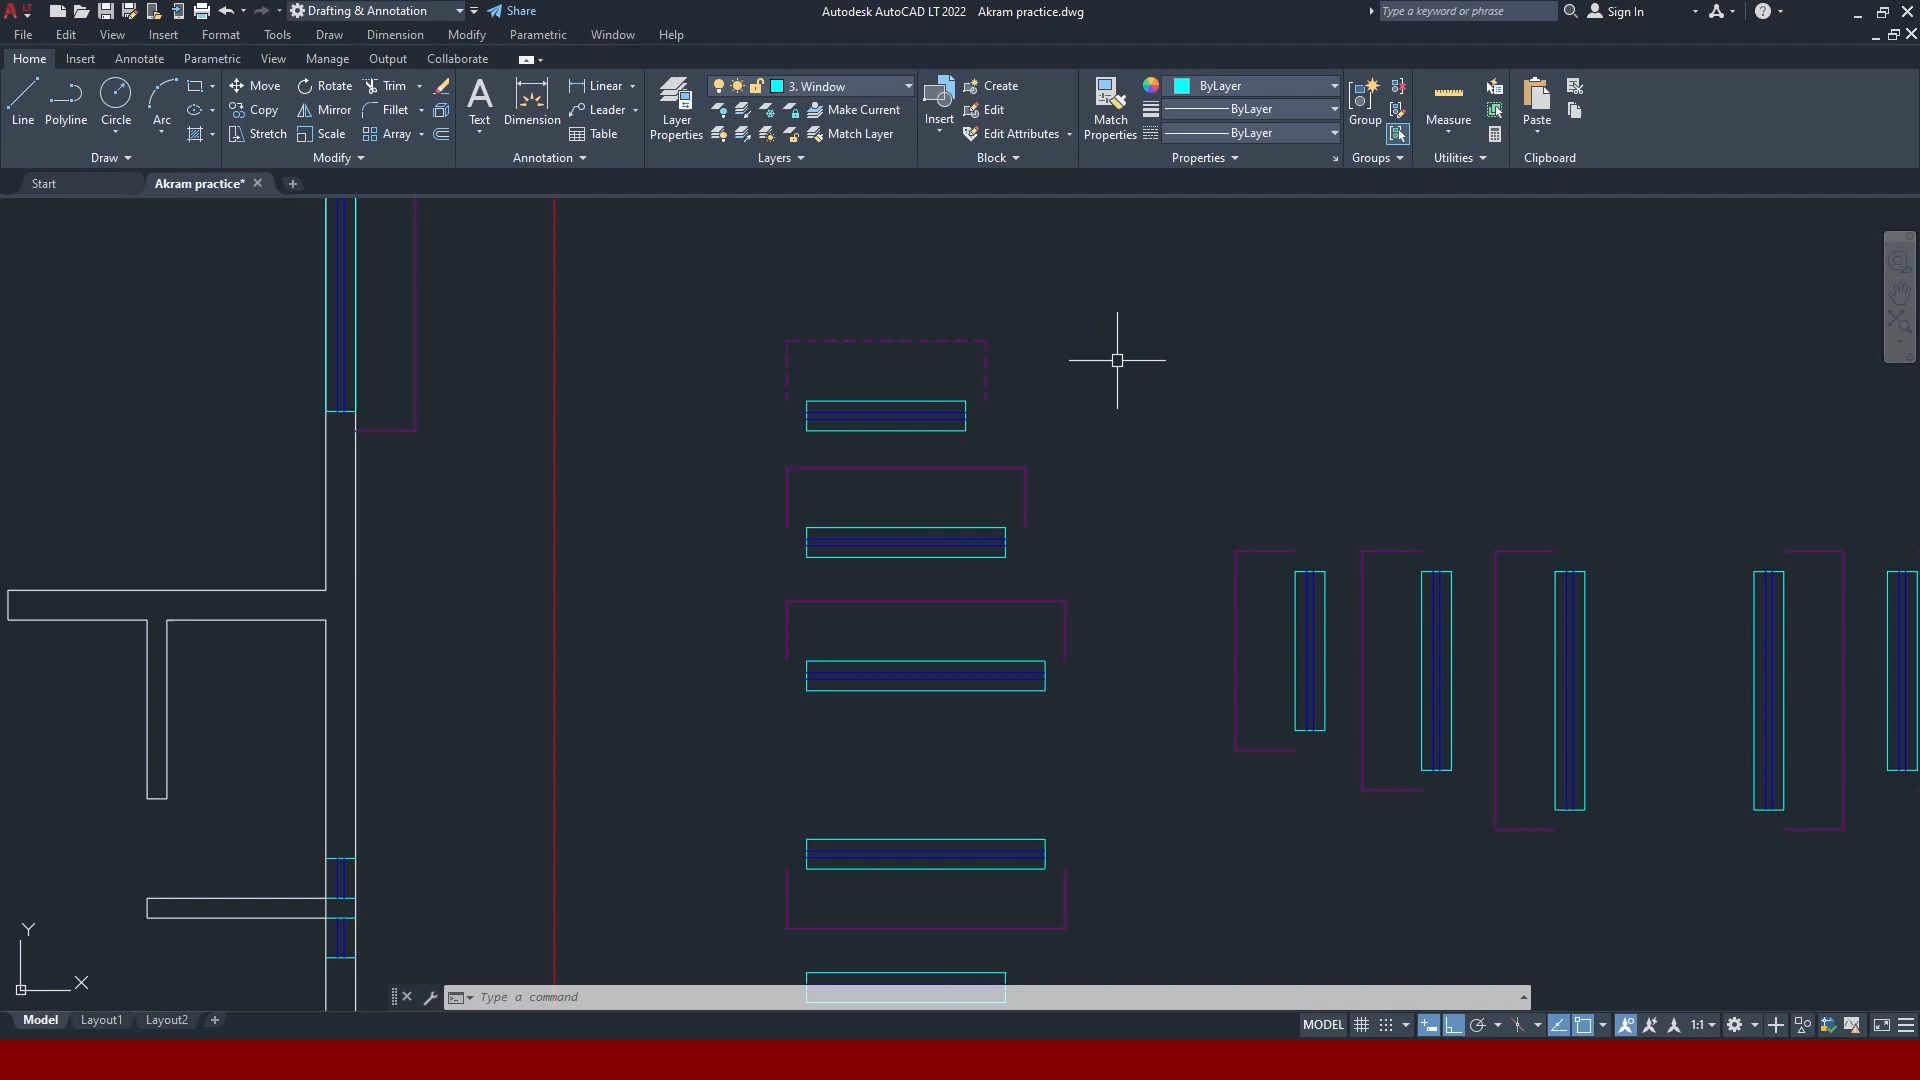 LT
Drafting & Annotation
Share
Autodesk AutoCAD LT 2022 Akram practice.dwg
Type a keyword or phrase
Sign In
File Edit View Insert Format Tools Draw Dimension Modify Parametric Window Help
Home Insert Annotate Parametric View Manage Output Collaborate
Line
Polyline
Circle
Arc
Draw
Move
Rotate
Trim
Copy
Mirror
Fillet
Stretch
Scale
Array
Modify
Text
Dimension
Linear
Leader
Table
Annotation
Layer Properties
3. Window
Make Current
Match Layer
Layers
Insert
Create
Edit
Edit Attributes
Block
Match Properties
ByLayer
ByLayer
ByLayer
Properties
Group
Groups
Measure
Utilities
Paste
Clipboard
Start
Akram practice*
Y
X
Type a command
Model Layout1 Layout2
MODEL
1:1